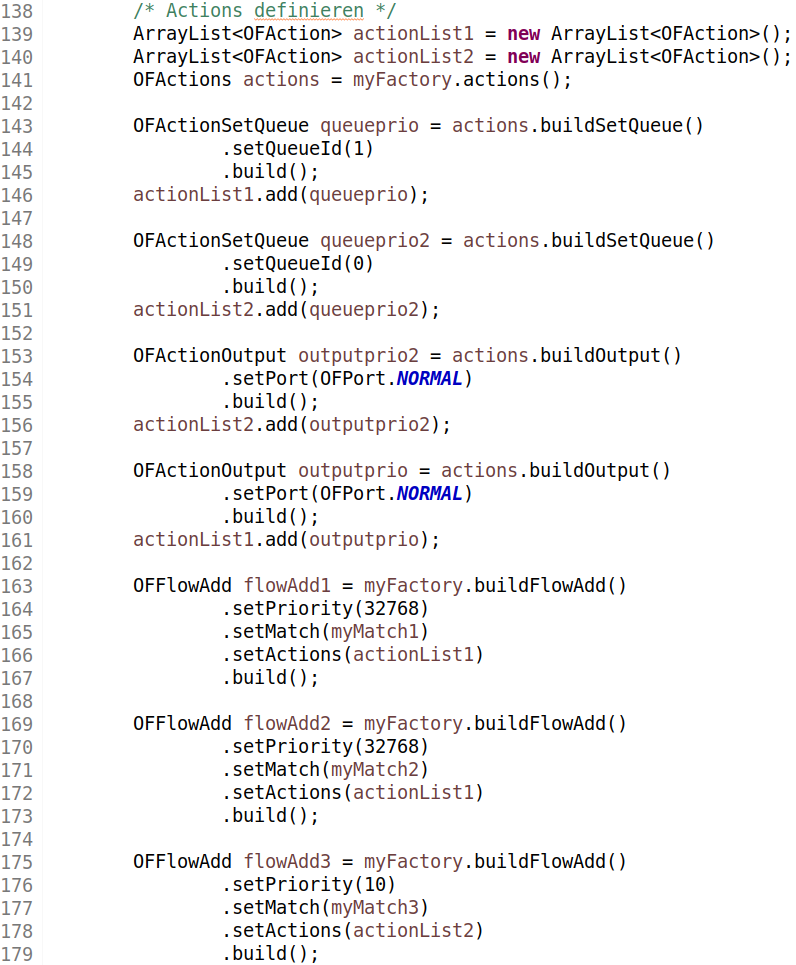 138 /* Actions definieren */
139 ArrayList<OFAction> actionList1 = new ArrayList<OFAction>();
140 ArrayList<OFAction> actionList2 = new ArrayList<OFAction>();
141 OFActions actions = myFactory.actions();
142
143 OFActionSetQueue queueprio = actions.buildSetQueue()
144 .setQueueId(1)
145 .build();
146 actionList1.add(queueprio);
147
148 OFActionSetQueue queueprio2 = actions.buildSetQueue()
149 .setQueueId(0)
150 .build();
151 actionList2.add(queueprio2);
152
153 OFActionOutput outputprio2 = actions.buildOutput()
154 .setPort(OFPort.NORMAL)
155 .build();
156 actionList2.add(outputprio2);
157
158 OFActionOutput outputprio = actions.buildOutput()
159 .setPort(OFPort.NORMAL)
160 .build();
161 actionList1.add(outputprio);
162
163 OFFlowAdd flowAdd1 = myFactory.buildFlowAdd()
164 .setPriority(32768)
165 .setMatch(myMatch1)
166 .setActions(actionList1)
167 .build();
168
169 OFFlowAdd flowAdd2 = myFactory.buildFlowAdd()
170 .setPriority(32768)
171 .setMatch(myMatch2)
172 .setActions(actionList1)
173 .build();
174
175 OFFlowAdd flowAdd3 = myFactory.buildFlowAdd()
176 .setPriority(10)
177 .setMatch(myMatch3)
178 .setActions(actionList2)
179 .build();